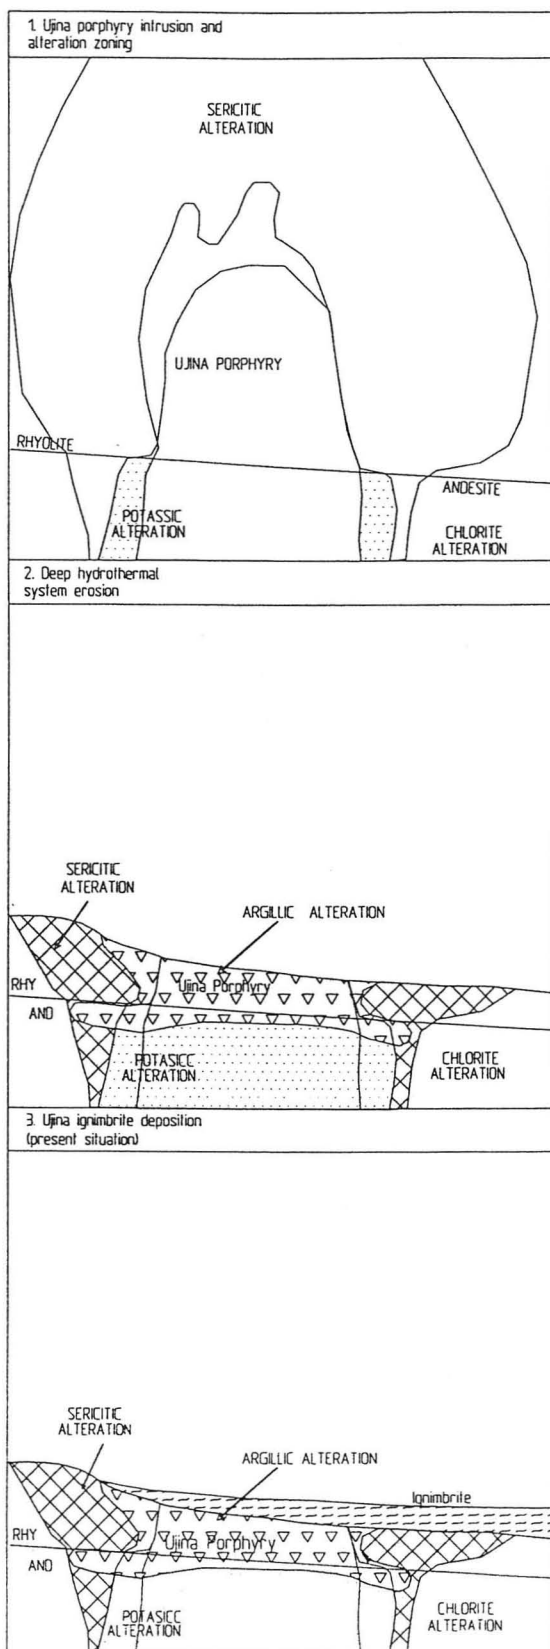 1. Ujina porphyry intrusion and
alteration zoning
SERICITIC
ALTERATION
UJINA PORPHYRY
RHYOLITE
ANDESITE
POTASSIC
ALTERATION
CHLORITE
ALTERATION
2. Deep hydrothermal
system erosion
SERICITIC
ALTERATION
ARGILLIC ALTERATION
RHY
Ujina Porphyry
AND
POTASICC
ALTERATION
CHLORITE
ALTERATION
3. Ujina ignimbrite deposition
(present situation)
SERICITIC
ALTERATION
ARGILLIC ALTERATION
Ignimbrite
RHY
Ujina Porphyry
AND
POTASICC
ALTERATION
CHLORITE
ALTERATION